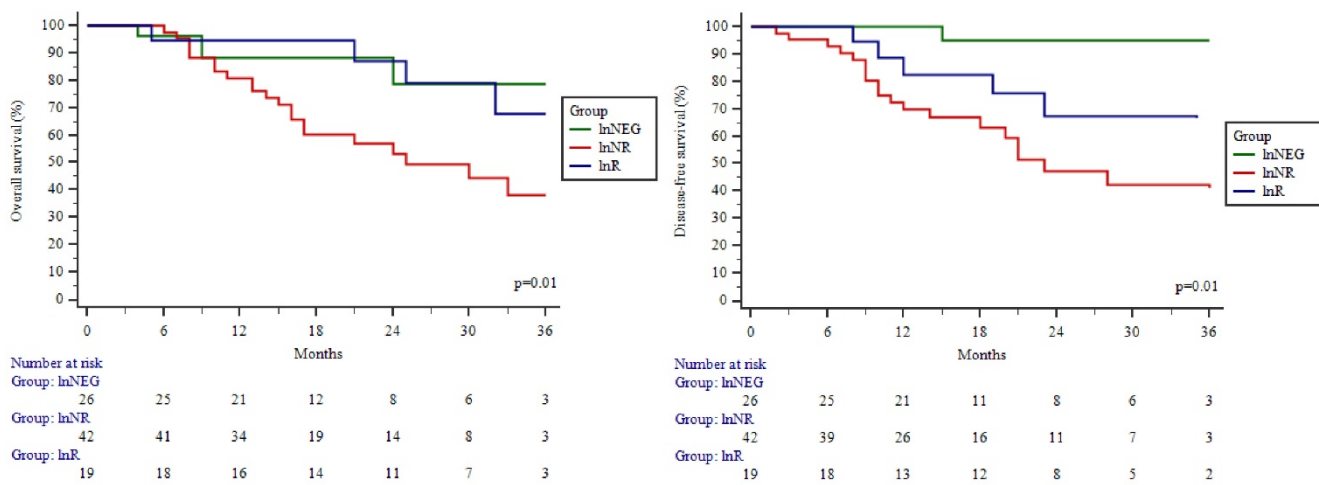 100
90
80
70
60
50
40
30
20
10
0
Overall survival (%)
Group
lnNEG
lnNR
lnR
p=0.01
0 6 12 18 24 30 36
Months
Number at risk
Group: lnNEG
26 25 21 12 8 6 3
Group: lnNR
42 41 34 19 14 8 3
Group: lnR
19 18 16 14 11 7 3
100
90
80
70
60
50
40
30
20
10
0
Disease-free survival (%)
Group
lnNEG
lnNR
lnR
p=0.01
0 6 12 18 24 30 36
Months
Number at risk
Group: lnNEG
26 25 21 11 8 6 3
Group: lnNR
42 39 26 16 11 7 3
Group: lnR
19 18 13 12 8 5 2